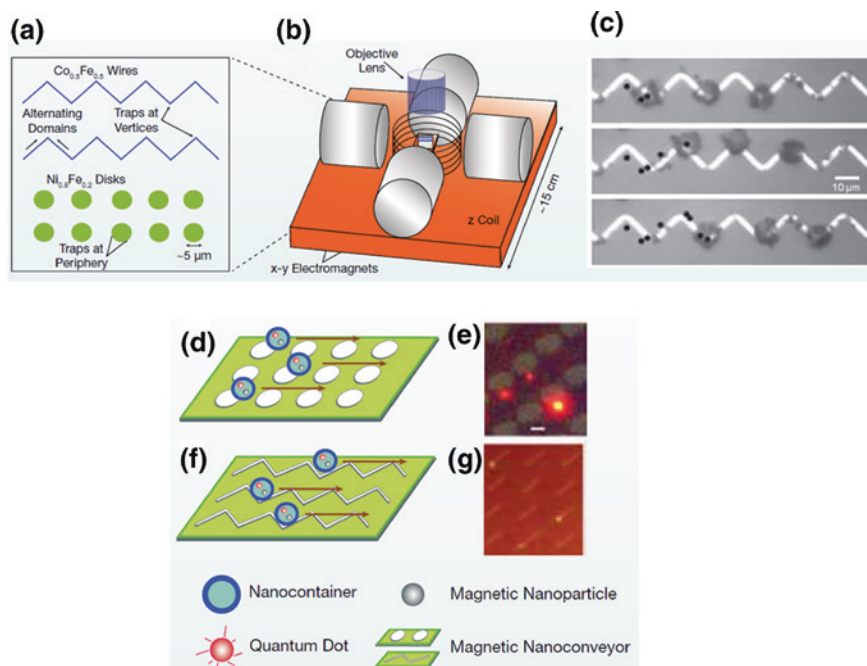 (a)
Co0.5Fe0.5 Wires
Alternating
Domains
Traps at
Vertices
Ni0.8Fe0.2 Disks
Traps at
Periphery
~5 µm
(b)
Objective
Lens
z Coil
~15 cm
x-y Electromagnets
(c)
10 µm
(d)
(e)
(f)
(g)
Nanocontainer
Magnetic Nanoparticle
Quantum Dot
Magnetic Nanoconveyor